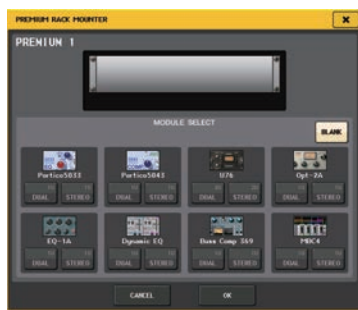 PREMIUM RACK MOUNTER
PREMIUM 1
MODULE SELECT
BLANK
Portico5033 Portico5043 U76 Opt-2A
DUAL STEREO DUAL STEREO DUAL STEREO DUAL STEREO
EQ-1A Dynamic EQ Buss Comp 369 MBC4
DUAL STEREO DUAL STEREO DUAL STEREO DUAL STEREO
CANCEL OK